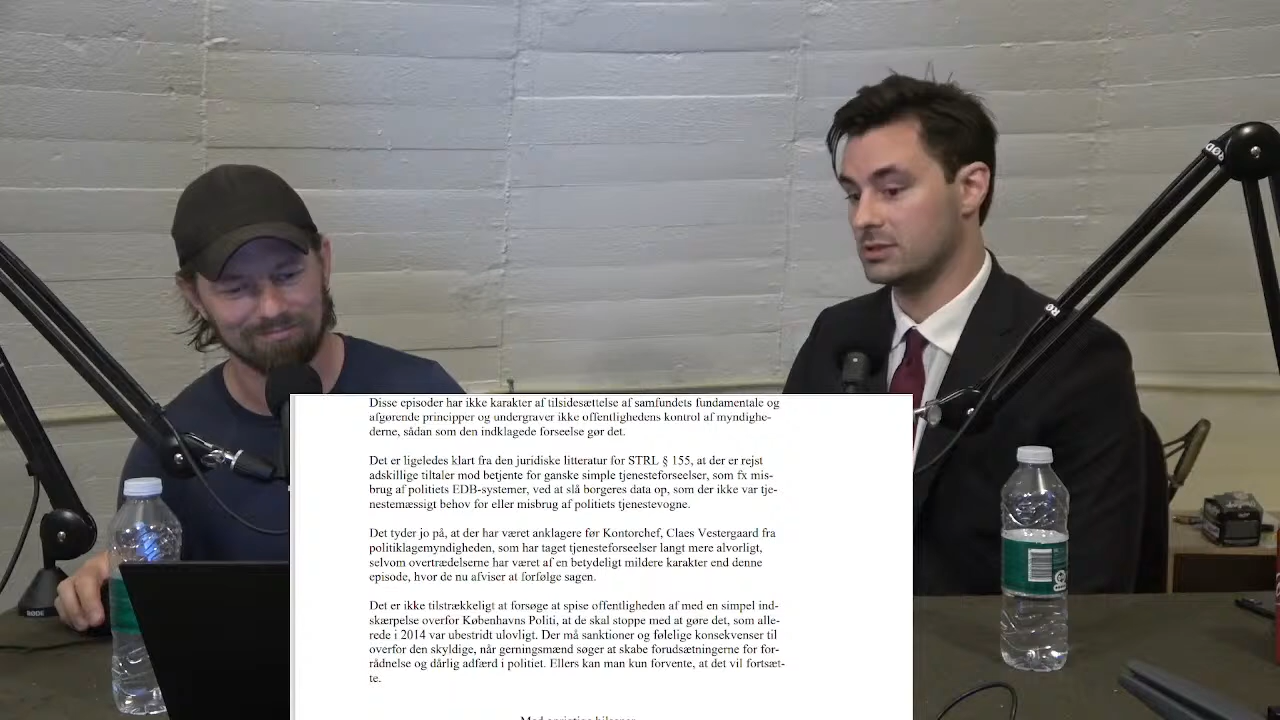 Disse episoder har ikke karakter af tilsidesættelse af samfundets fundamentale og
afgørende principper og undergraver ikke offentlighedens kontrol af myndighe-
derne, sådan som den indklagede forseelse gør det.
Det er ligeledes klart fra den juridiske litteratur for STRL § 155, at der er rejst
adskillige tiltaler mod betjente for ganske simple tjenesteforseelser, som fx mis-
brug af politiets EDB-systemer, ved at slå borgeres data op, som der ikke var tje-
nestemæssigt behov for eller misbrug af politiets tjenestevogne.
Det tyder jo på, at der har været anklagere før Kontorchef, Claes Vestergaard fra
politiklagemyndigheden, som har taget tjenesteforseelser langt mere alvorligt,
selvom overtrædelserne har været af en betydeligt mildere karakter end denne
episode, hvor de nu afviser at forfølge sagen.
Det er ikke tilstrækkeligt at forsøge at spise offentligheden af med en simpel ind-
skærpelse overfor Københavns Politi, at de skal stoppe med at gøre det, som alle-
rede i 2014 var ubestridt ulovligt. Der må sanktioner og følelige konsekvenser til
overfor den skyldige, når gerningsmænd søger at skabe forudsætningerne for for-
rådnelse og dårlig adfærd i politiet. Ellers kan man kun forvente, at det vil fortsæt-
te.
RØDE
RØD
RØ